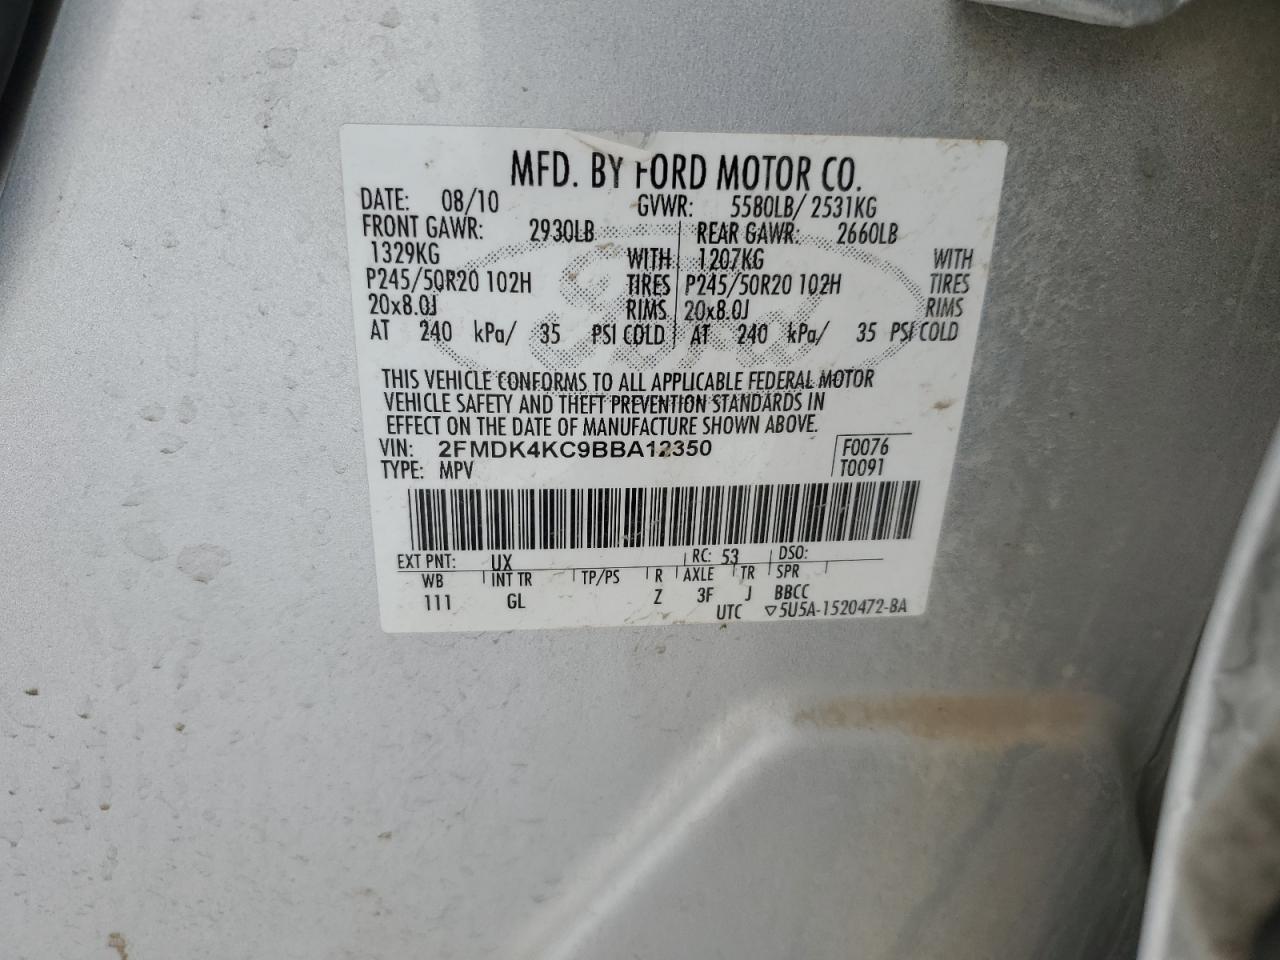 MFD. BY FORD MOTOR CO.
DATE: 08/10 GVWR: 5580LB/ 2531KG
FRONT GAWR: 2930LB REAR GAWR: 2660LB
1329KG WITH 1207KG WITH
P245/50R20 102H TIRES P245/50R20 102H TIRES
20x8.0J RIMS 20x8.0J RIMS
AT 240 kPa/ 35 PSI COLD AT 240 kPa/ 35 PSI COLD
THIS VEHICLE CONFORMS TO ALL APPLICABLE FEDERAL MOTOR
VEHICLE SAFETY AND THEFT PREVENTION STANDARDS IN
EFFECT ON THE DATE OF MANUFACTURE SHOWN ABOVE.
VIN: 2FMDK4KC9BBA12350 F0076
TYPE: MPV T0091
EXT PNT: UX RC: 53 DSO:
WB INT TR TP/PS R AXLE TR SPR
111 GL Z 3F J BBCC
UTC ▽5U5A-1520472-BA